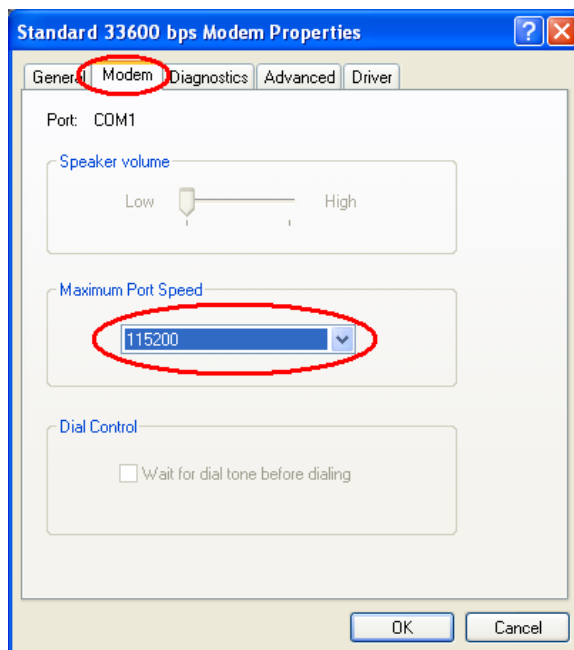 Standard 33600 bps Modem Properties
General Modem Diagnostics Advanced Driver
Port: COM1
Speaker volume
Low High
Maximum Port Speed
115200
Dial Control
Wait for dial tone before dialing
OK Cancel